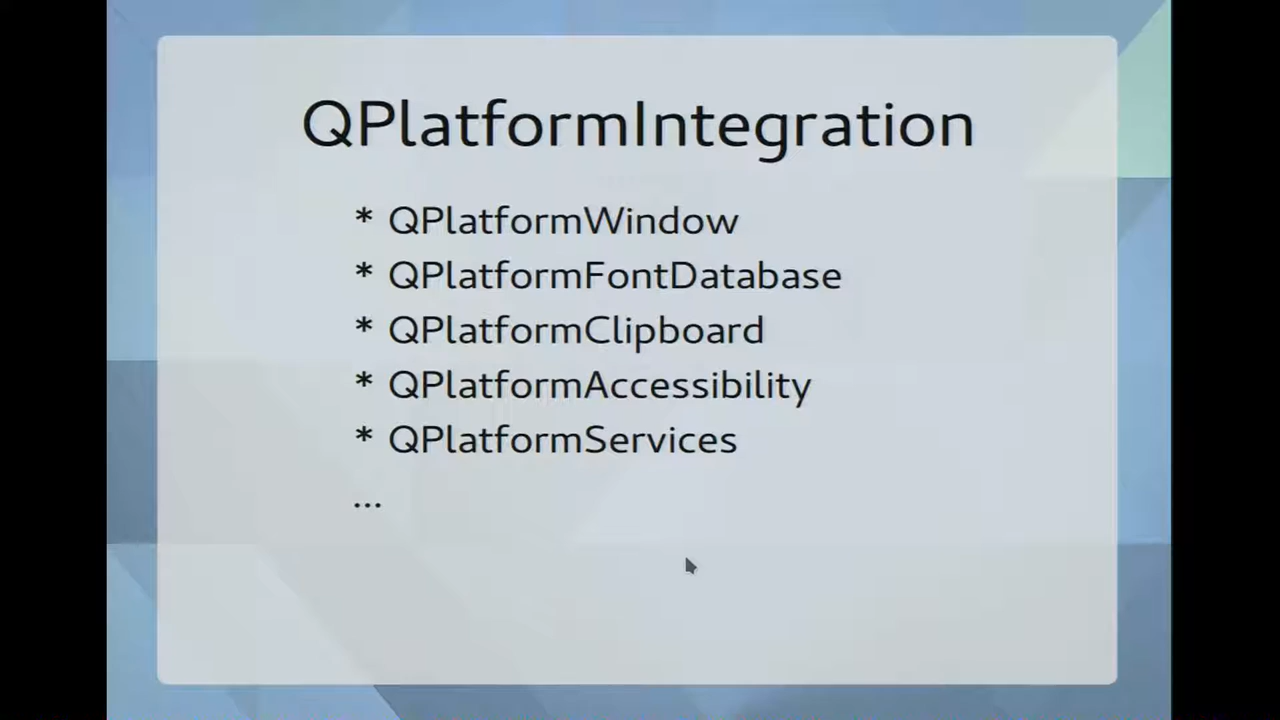 QPlatformIntegration
* QPlatformWindow
* QPlatformFontDatabase
* QPlatformClipboard
* QPlatformAccessibility
* QPlatformServices
...